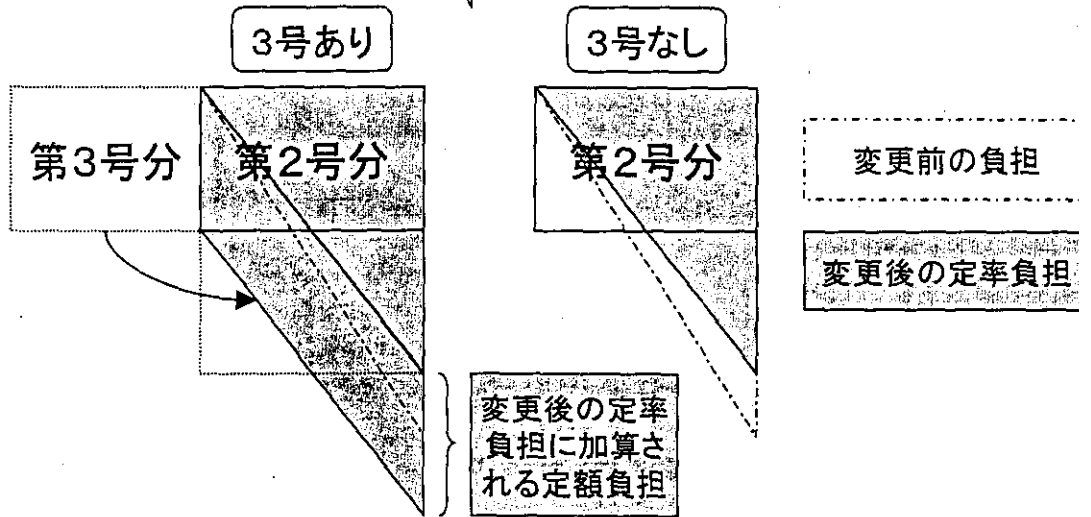 3号あり
3号なし
第3号分
第2号分
第2号分
変更前の負担
変更後の定率負担
変更後の定率
負担に加算さ
れる定額負担